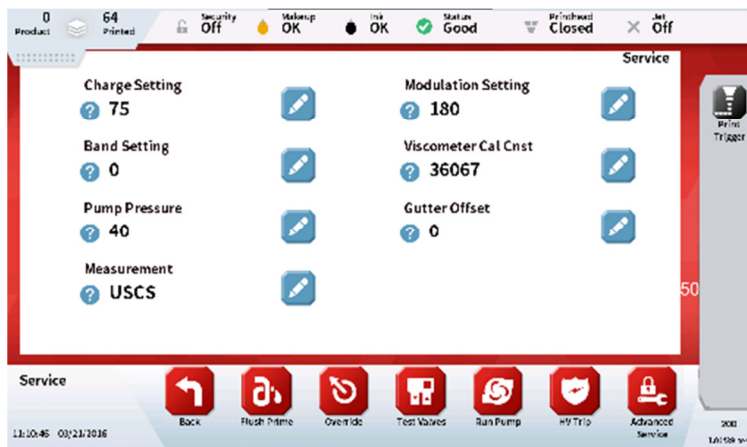 0 Product
64 Printed
Security Off
Makeup OK
Ink OK
Status Good
Printhead Closed
Jet Off
Service
Charge Setting
75
Modulation Setting
180
Band Setting
0
Viscometer Cal Cnst
36067
Pump Pressure
40
Gutter Offset
0
Measurement
USCS
Print Trigger
50
Service
Back
Flush Prime
Override
Test Valves
Run Pump
HV Trip
Advanced Service
11:10:46 03/21/2016
200